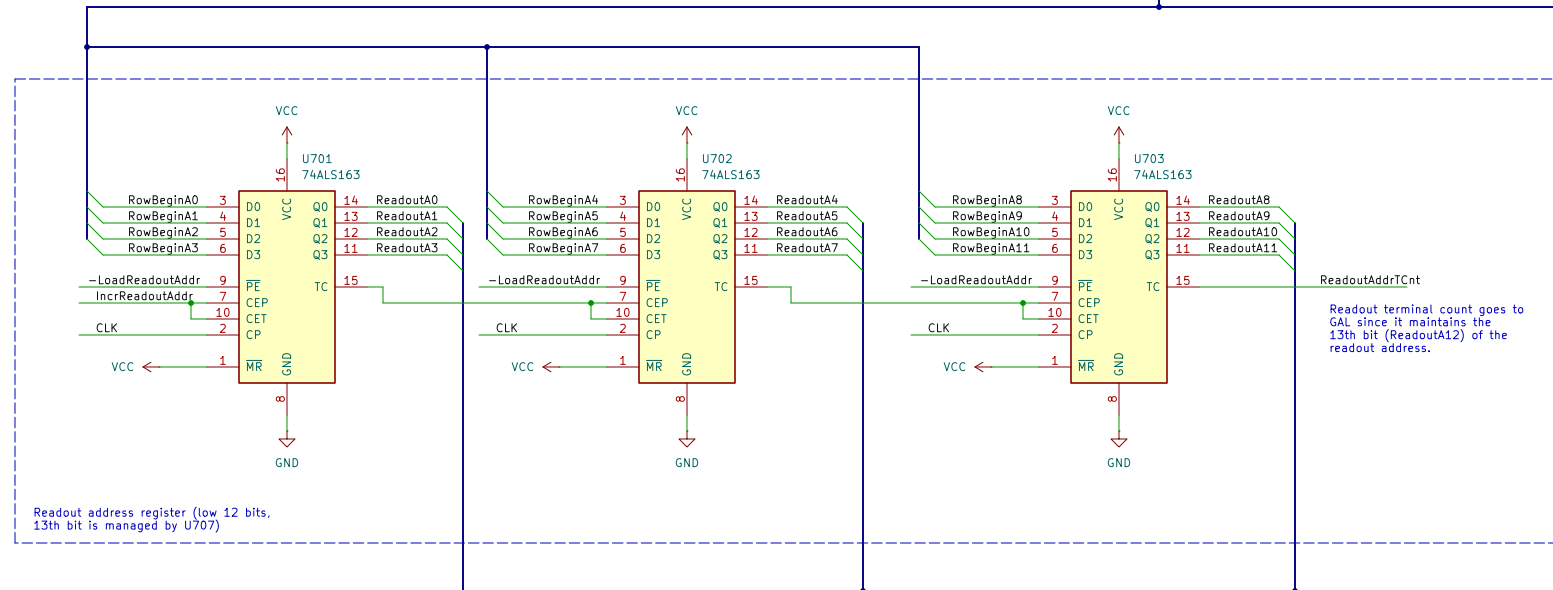 VCC
VCC
VCC
U701
74ALS163
U702
74ALS163
U703
74ALS163
16
16
16
RowBeginA0 3 D0 VCC Q0 14 ReadoutA0
RowBeginA1 4 D1 Q1 13 ReadoutA1
RowBeginA2 5 D2 Q2 12 ReadoutA2
RowBeginA3 6 D3 Q3 11 ReadoutA3
-LoadReadoutAddr 9 PE TC 15
IncrReadoutAddr 7 CEP
10 CET
CLK 2 CP
VCC 1 MR GND
8
GND
RowBeginA4 3 D0 VCC Q0 14 ReadoutA4
RowBeginA5 4 D1 Q1 13 ReadoutA5
RowBeginA6 5 D2 Q2 12 ReadoutA6
RowBeginA7 6 D3 Q3 11 ReadoutA7
-LoadReadoutAddr 9 PE TC 15
7 CEP
10 CET
CLK 2 CP
VCC 1 MR GND
8
GND
RowBeginA8 3 D0 VCC Q0 14 ReadoutA8
RowBeginA9 4 D1 Q1 13 ReadoutA9
RowBeginA10 5 D2 Q2 12 ReadoutA10
RowBeginA11 6 D3 Q3 11 ReadoutA11
-LoadReadoutAddr 9 PE TC 15 ReadoutAddrTCnt
7 CEP
10 CET
CLK 2 CP
VCC 1 MR GND
8
GND
Readout terminal count goes to
GAL since it maintains the
13th bit (ReadoutA12) of the
readout address.
Readout address register (low 12 bits,
13th bit is managed by U707)